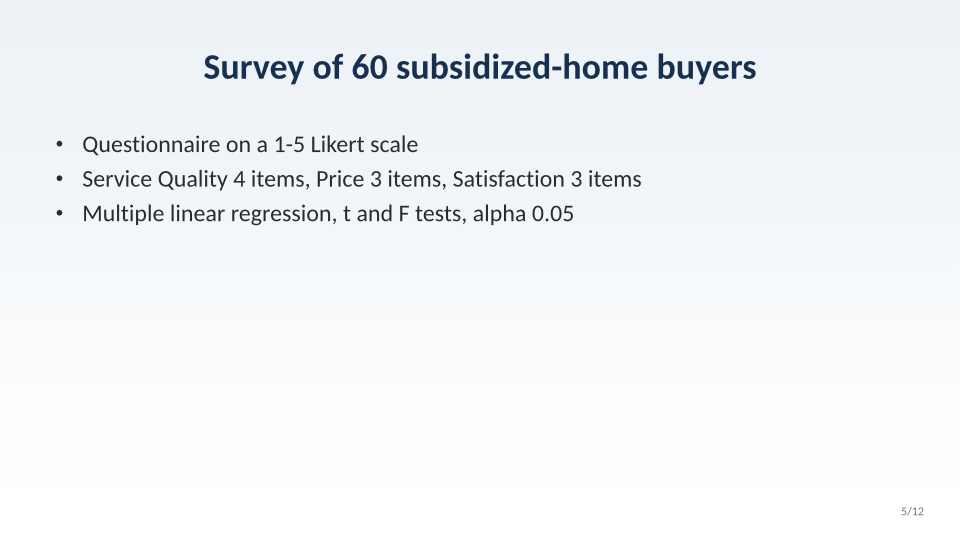 Survey of 60 subsidized-home buyers
• Questionnaire on a 1-5 Likert scale
• Service Quality 4 items, Price 3 items, Satisfaction 3 items
• Multiple linear regression, t and F tests, alpha 0.05
5/12